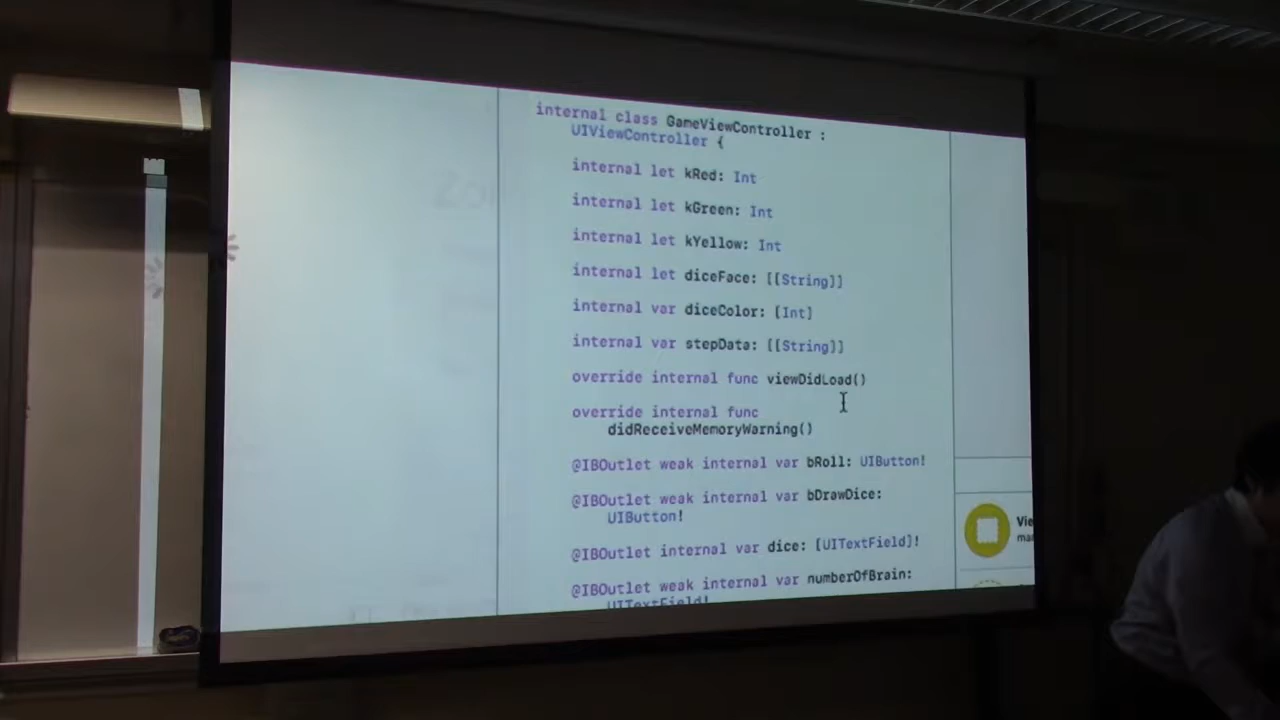 internal class GameViewController :
UIViewController {
internal let kRed: Int
internal let kGreen: Int
internal let kYellow: Int
internal let diceFace: [[String]]
internal var diceColor: [Int]
internal var stepData: [[String]]
override internal func viewDidLoad()
override internal func
didReceiveMemoryWarning()
@IBOutlet weak internal var bRoll: UIButton!
@IBOutlet weak internal var bDrawDice:
UIButton!
@IBOutlet internal var dice: [UITextField]!
@IBOutlet weak internal var numberOfBrain:
UITextField!
Vie